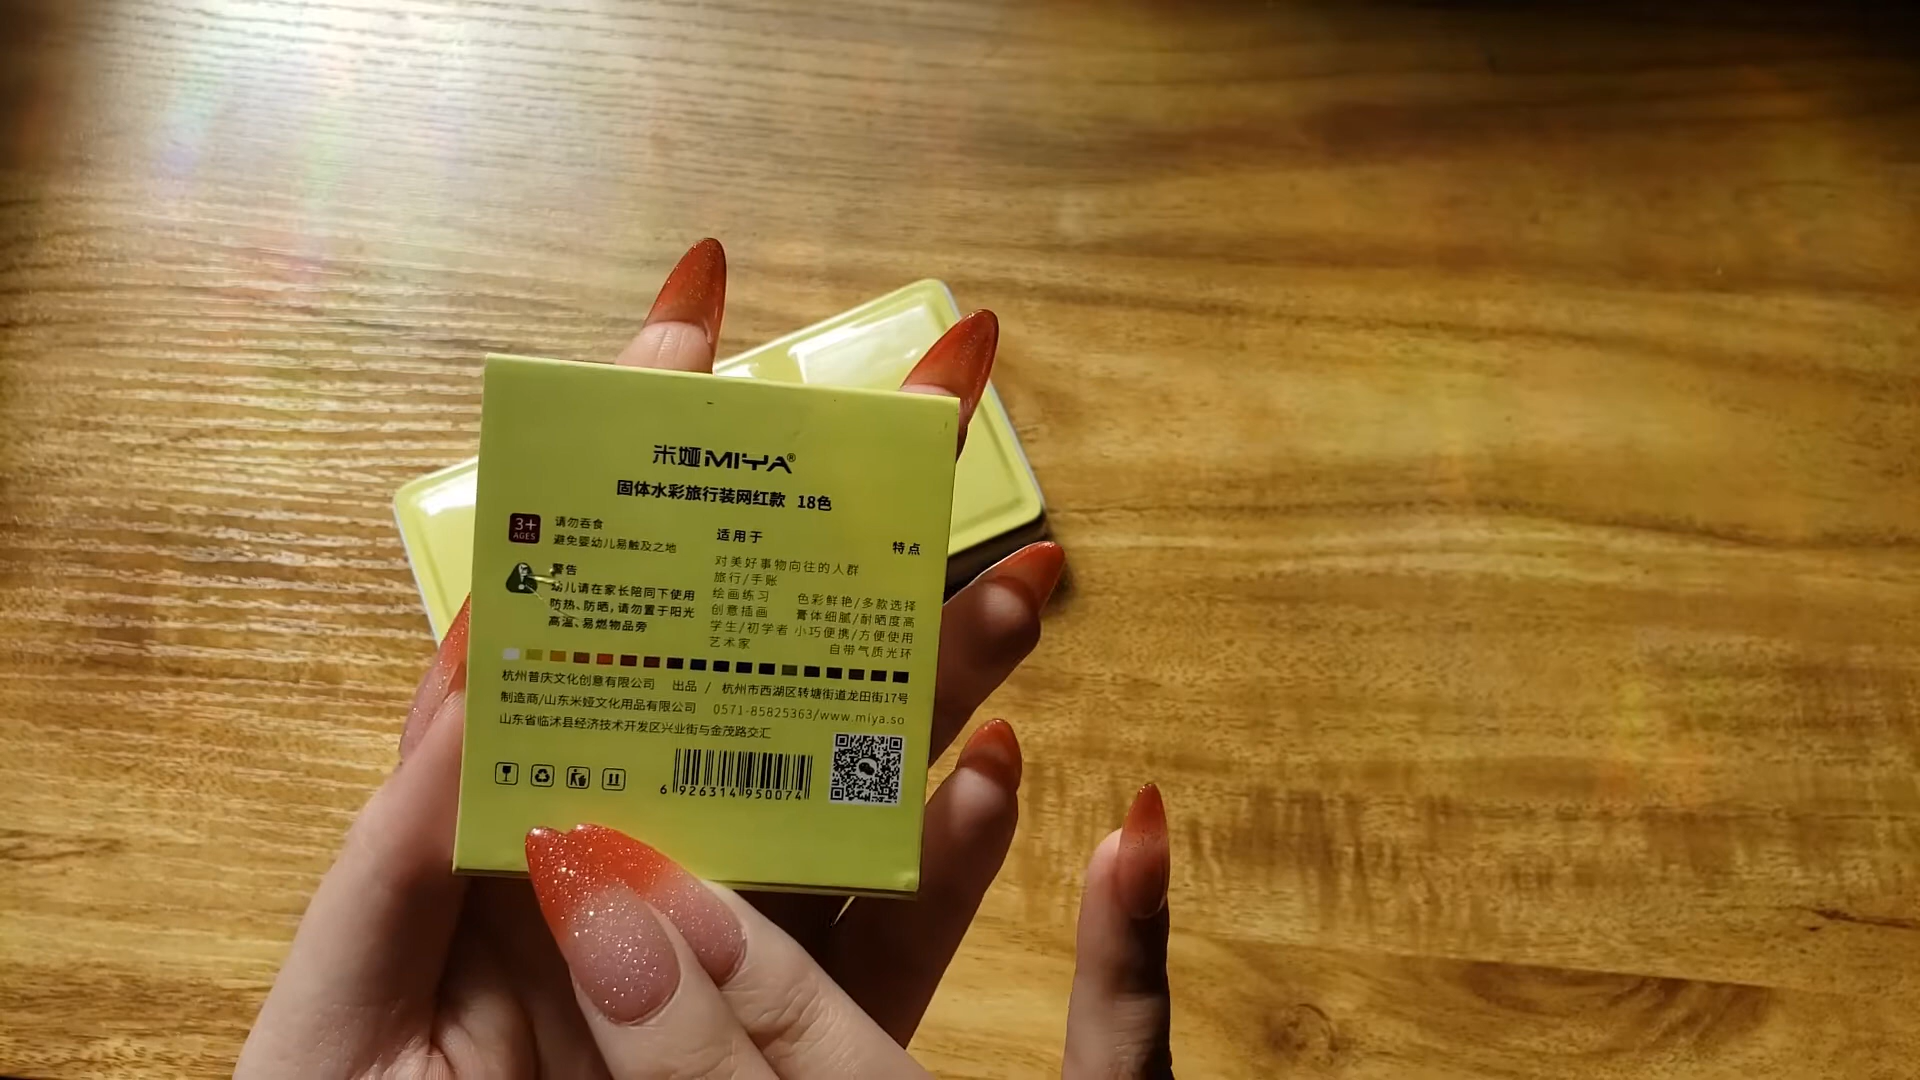 米娅MIYA®
固体水彩旅行装网红款 18色
3+
AGES
请勿吞食
避免婴幼儿易触及之地
警告
幼儿请在家长陪同下使用
防热、防晒,请勿置于阳光
高温、易燃物品旁
适用于
对美好事物向往的人群
旅行/手账
绘画练习
创意插画
学生/初学者
艺术家
特点
色彩鲜艳/多款选择
膏体细腻/耐晒度高
小巧便携/方便使用
自带气质光环
杭州普庆文化创意有限公司 出品 / 杭州市西湖区转塘街道龙田街17号
制造商/山东米娅文化用品有限公司 0571-85825363/www.miya.so
山东省临沭县经济技术开发区兴业街与金茂路交汇
6 926314 950074